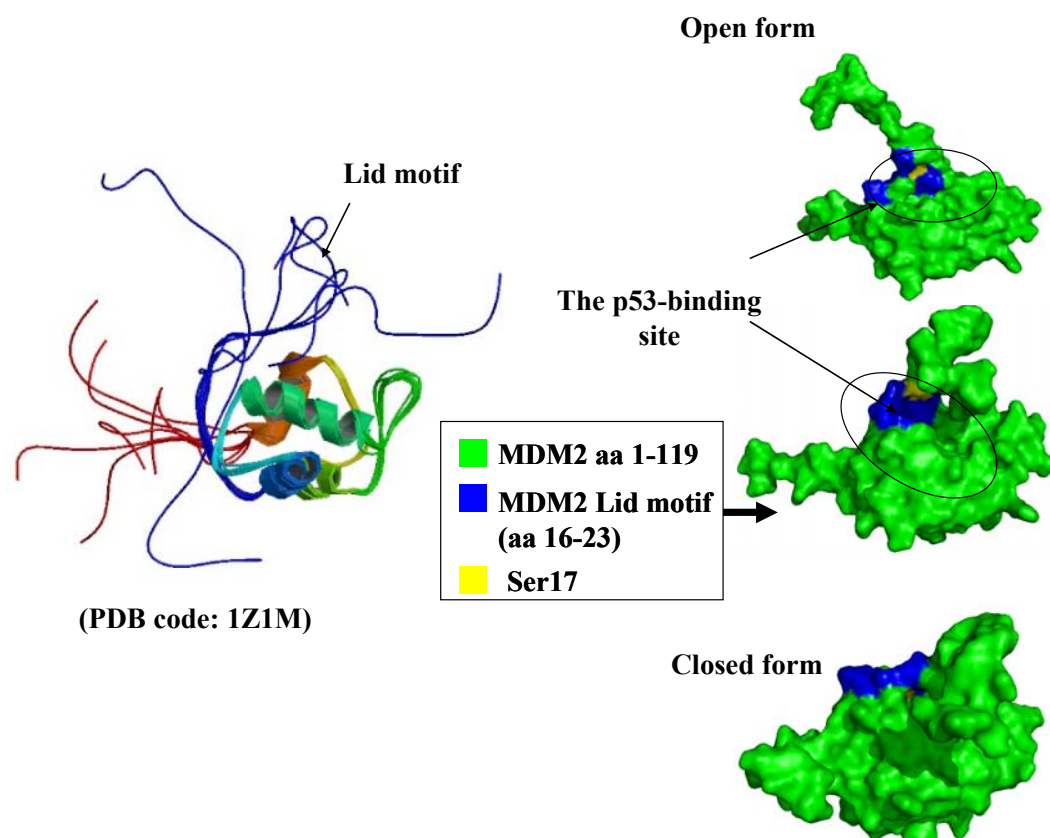 Open form
Lid motif
The p53-binding
site
MDM2 aa 1-119
MDM2 Lid motif
(aa 16-23)
Ser17
(PDB code: 1Z1M)
Closed form